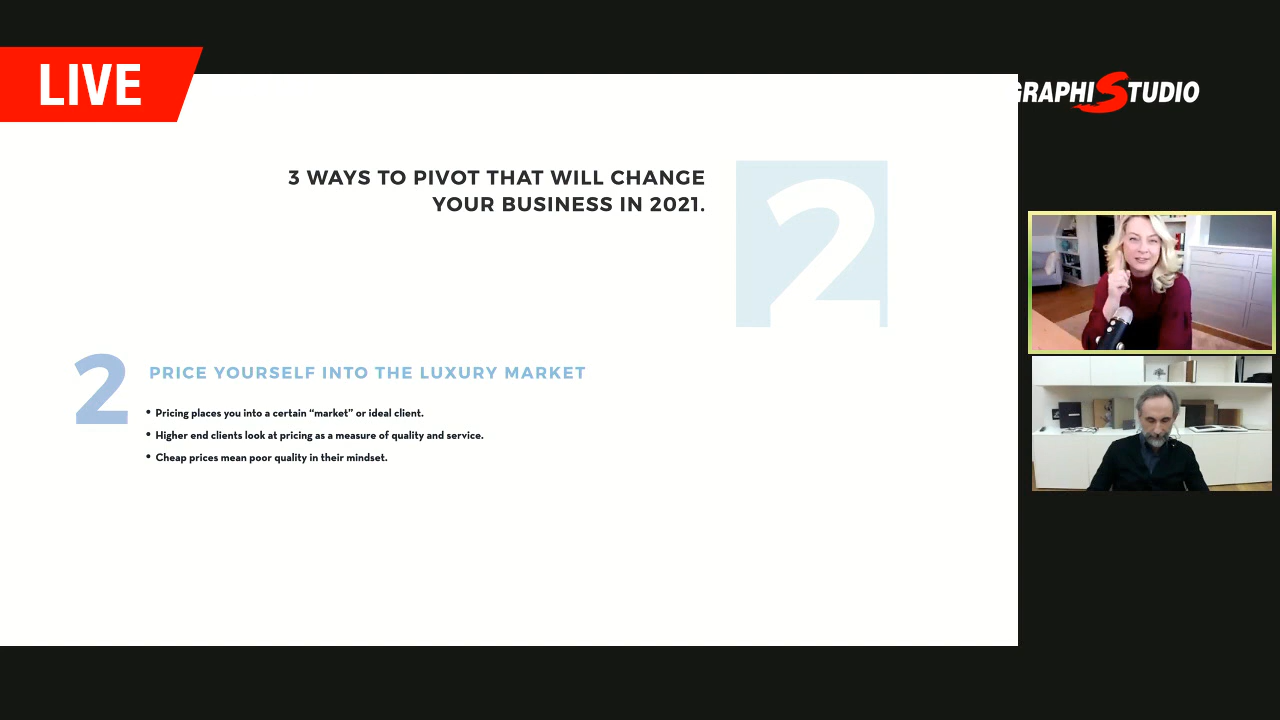 LIVE
GRAPHISTUDIO
3 WAYS TO PIVOT THAT WILL CHANGE
YOUR BUSINESS IN 2021.
2
2
PRICE YOURSELF INTO THE LUXURY MARKET
• Pricing places you into a certain “market” or ideal client.
• Higher end clients look at pricing as a measure of quality and service.
• Cheap prices mean poor quality in their mindset.